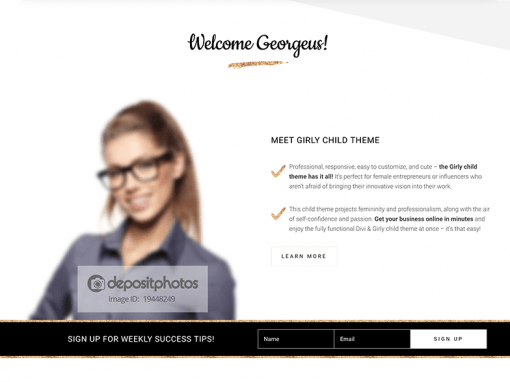 Welcome Georgeus!
MEET GIRLY CHILD THEME
Professional, responsive, easy to customize, and cute – the Girly child
theme has it all! It's perfect for female entrepreneurs or influencers who
aren't afraid of bringing their innovative vision into their work.
This child theme projects femininity and professionalism, along with the air
of self-confidence and passion. Get your business online in minutes and
enjoy the fully functional Divi & Girly child theme at once – it's that easy!
LEARN MORE
depositphotos
Image ID: 19448249
SIGN UP FOR WEEKLY SUCCESS TIPS!
Name
Email
SIGN UP